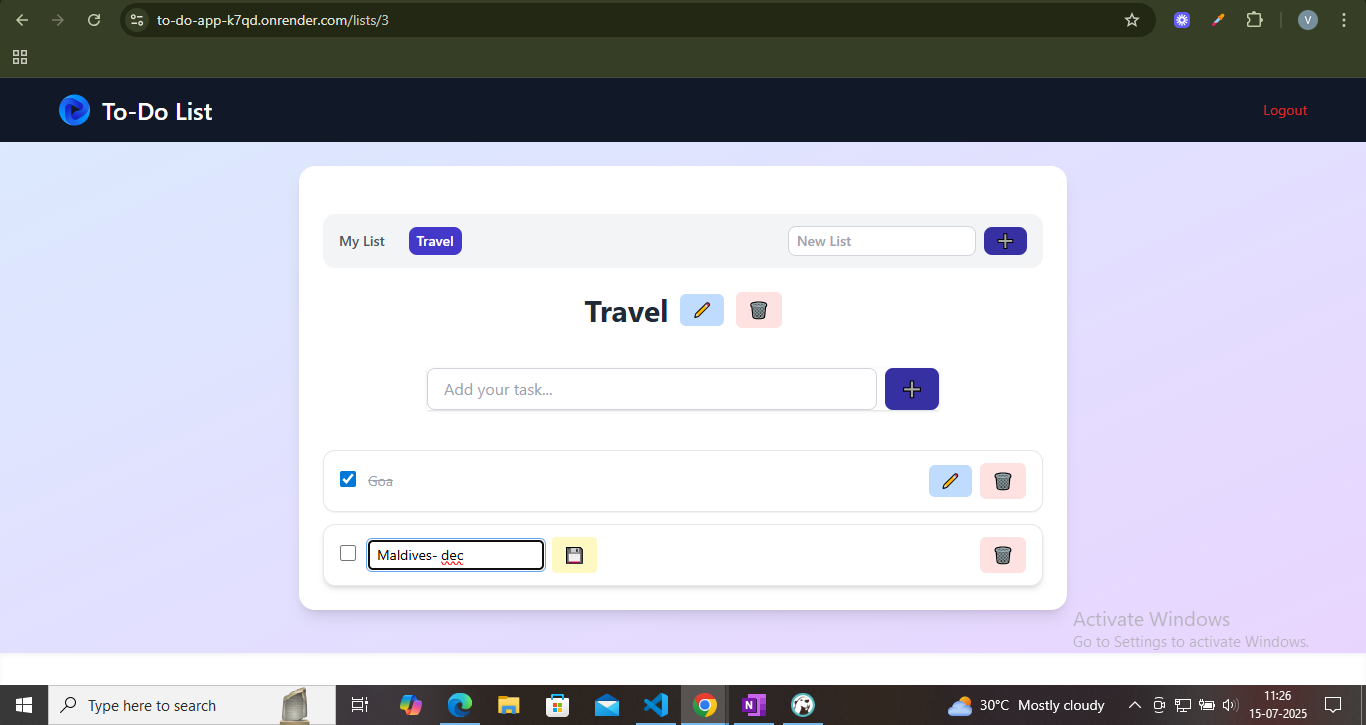 to-do-app-k7qd.onrender.com/lists/3
V
To-Do List
Logout
My List
Travel
New List
Travel
Add your task...
Goa
Maldives- dec
Activate Windows
Go to Settings to activate Windows.
Type here to search
N
30°C Mostly cloudy
11:26
15-07-2025